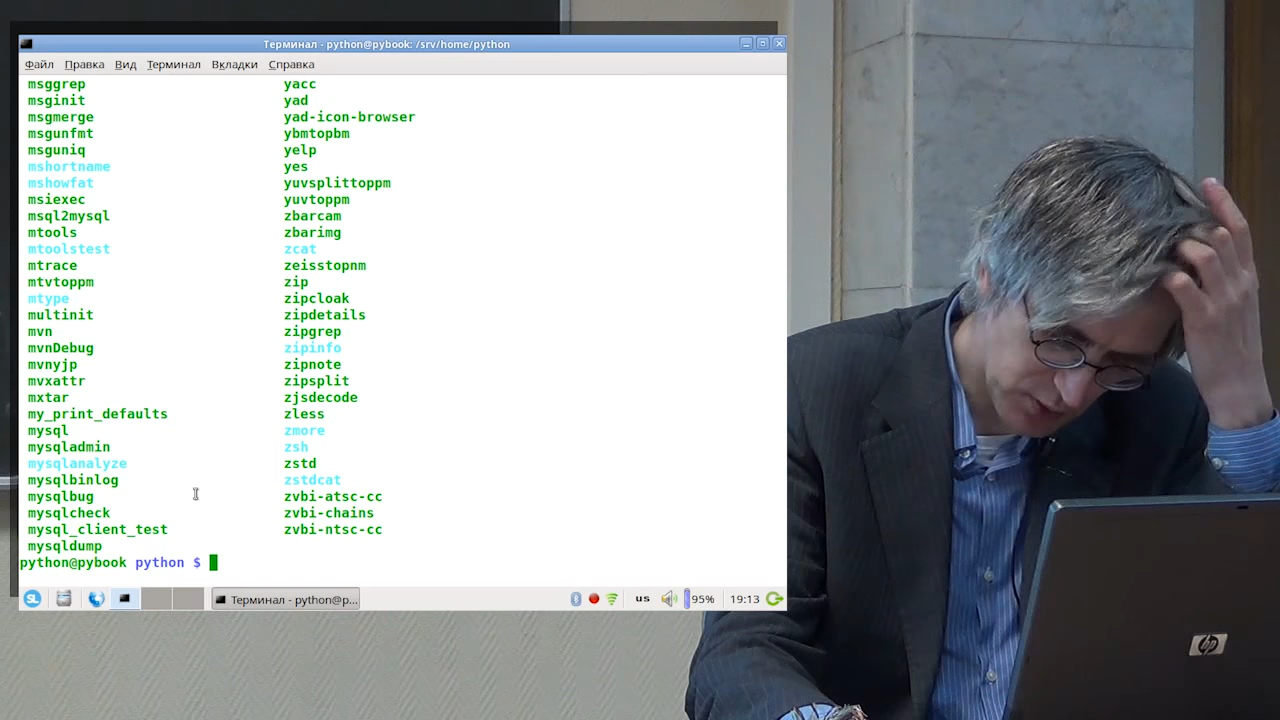 Терминал - python@pybook: /srv/home/python
Файл Правка Вид Терминал Вкладки Справка
msggrep yacc
msginit yad
msgmerge yad-icon-browser
msgunfmt ybmtopbm
msguniq yelp
mshortname yes
mshowfat yuvsplittoppm
msiexec yuvtoppm
msql2mysql zbarcam
mtools zbarimg
mtoolstest zcat
mtrace zeisstopnm
mtvtoppm zip
mtype zipcloak
multinit zipdetails
mvn zipgrep
mvnDebug zipinfo
mvnyjp zipnote
mvxattr zipsplit
mxtar zjsdecode
my_print_defaults zless
mysql zmore
mysqladmin zsh
mysqlanalyze zstd
mysqlbinlog zstdcat
mysqlbug zvbi-atsc-cc
mysqlcheck zvbi-chains
mysql_client_test zvbi-ntsc-cc
mysqldump
python@pybook python $
SL Терминал - python@p... us 95% 19:13
hp